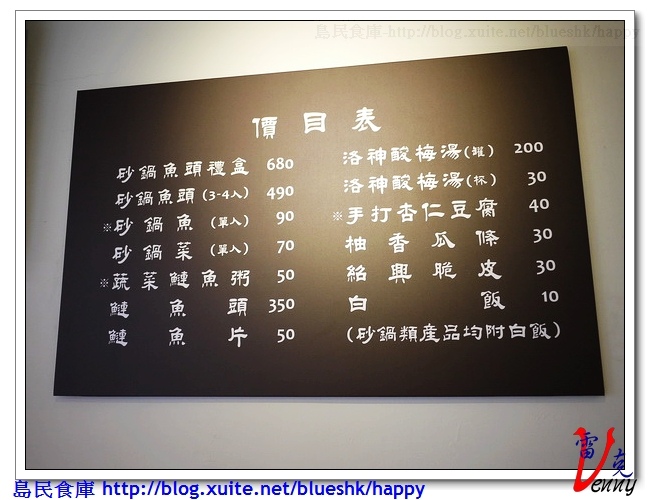 島民食庫 http://blog.xuite.net/blueshk/happy
價目表
砂鍋魚頭禮盒 680
砂鍋魚頭(3-4人) 490
※砂鍋魚(單人) 90
砂鍋菜(單人) 70
※蔬菜鰱魚粥 50
鰱魚頭 350
鰱魚片 50
洛神酸梅湯(罐) 200
洛神酸梅湯(杯) 30
※手打杏仁豆腐 40
柚香瓜條 30
紹興脆皮 30
白飯 10
(砂鍋類產品均附白飯)
雷克
Venny
島民食庫 http://blog.xuite.net/blueshk/happy